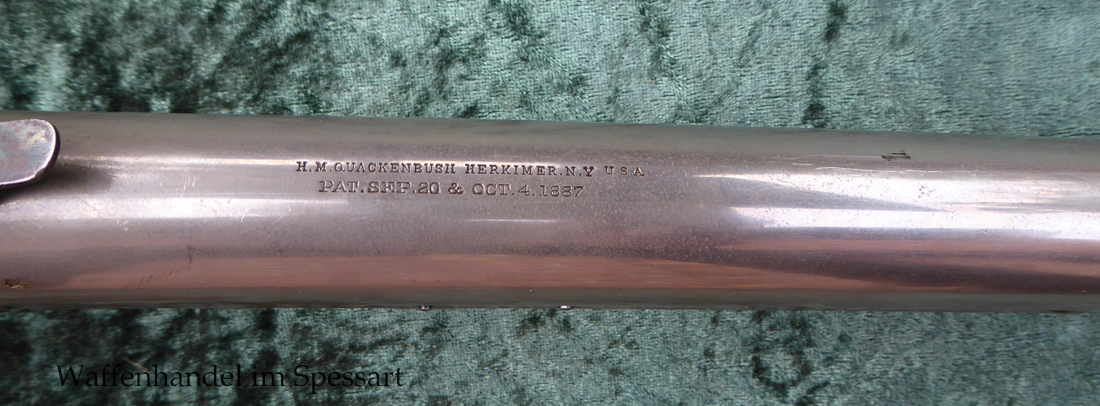 H.M.QUACKENBUSH HERKIMER.N.Y U S A
PAT.SEP.20 & OCT.4.1887
Waffenhandel im Spessart